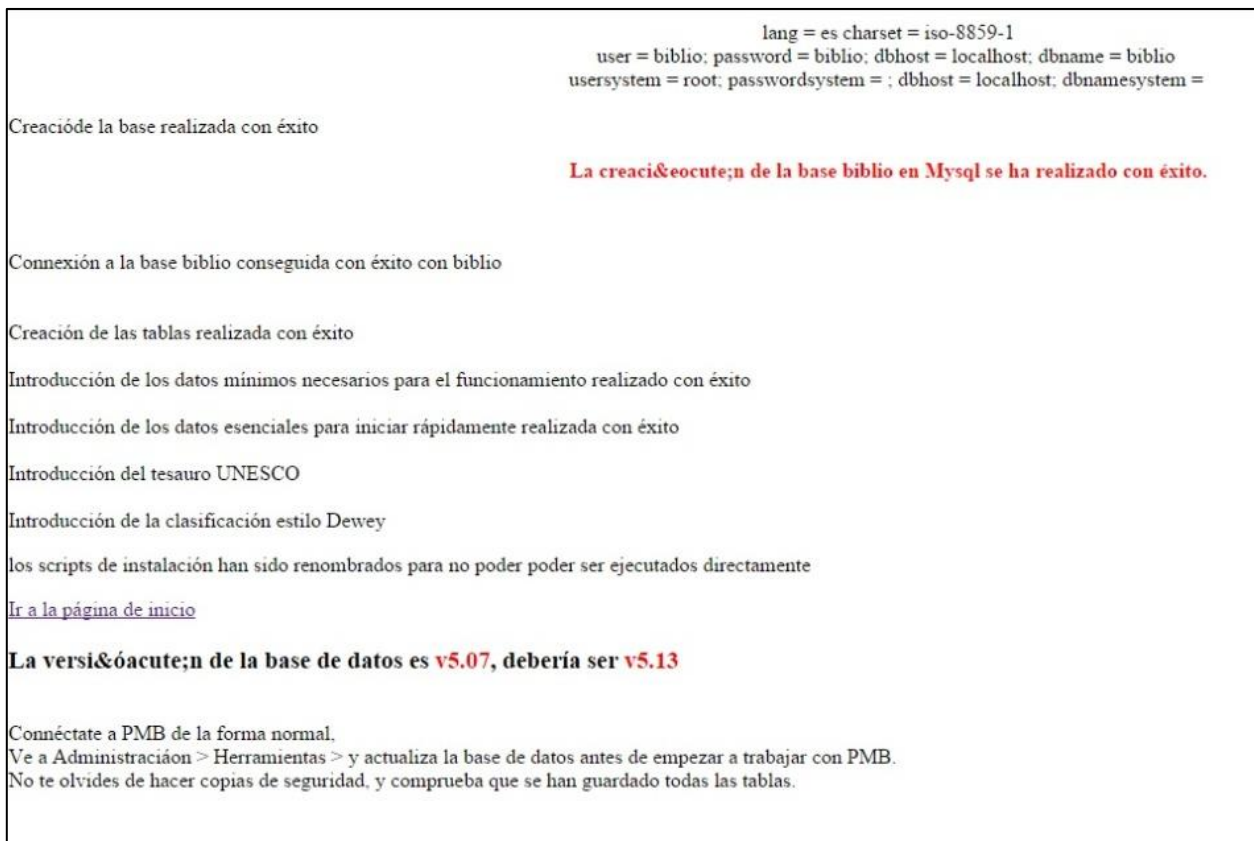 lang = es charset = iso-8859-1
user = biblio; password = biblio; dbhost = localhost; dbname = biblio
usersystem = root; passwordsystem = ; dbhost = localhost; dbnamesystem =
Creacióde la base realizada con éxito
La creaci&eocute;n de la base biblio en Mysql se ha realizado con éxito.
Connexión a la base biblio conseguida con éxito con biblio
Creación de las tablas realizada con éxito
Introducción de los datos mínimos necesarios para el funcionamiento realizado con éxito
Introducción de los datos esenciales para iniciar rápidamente realizada con éxito
Introducción del tesauro UNESCO
Introducción de la clasificación estilo Dewey
los scripts de instalación han sido renombrados para no poder poder ser ejecutados directamente
Ir a la página de inicio
La versi&óacute;n de la base de datos es v5.07, debería ser v5.13
Connéctate a PMB de la forma normal,
Ve a Administraciáon > Herramientas > y actualiza la base de datos antes de empezar a trabajar con PMB.
No te olvides de hacer copias de seguridad, y comprueba que se han guardado todas las tablas.